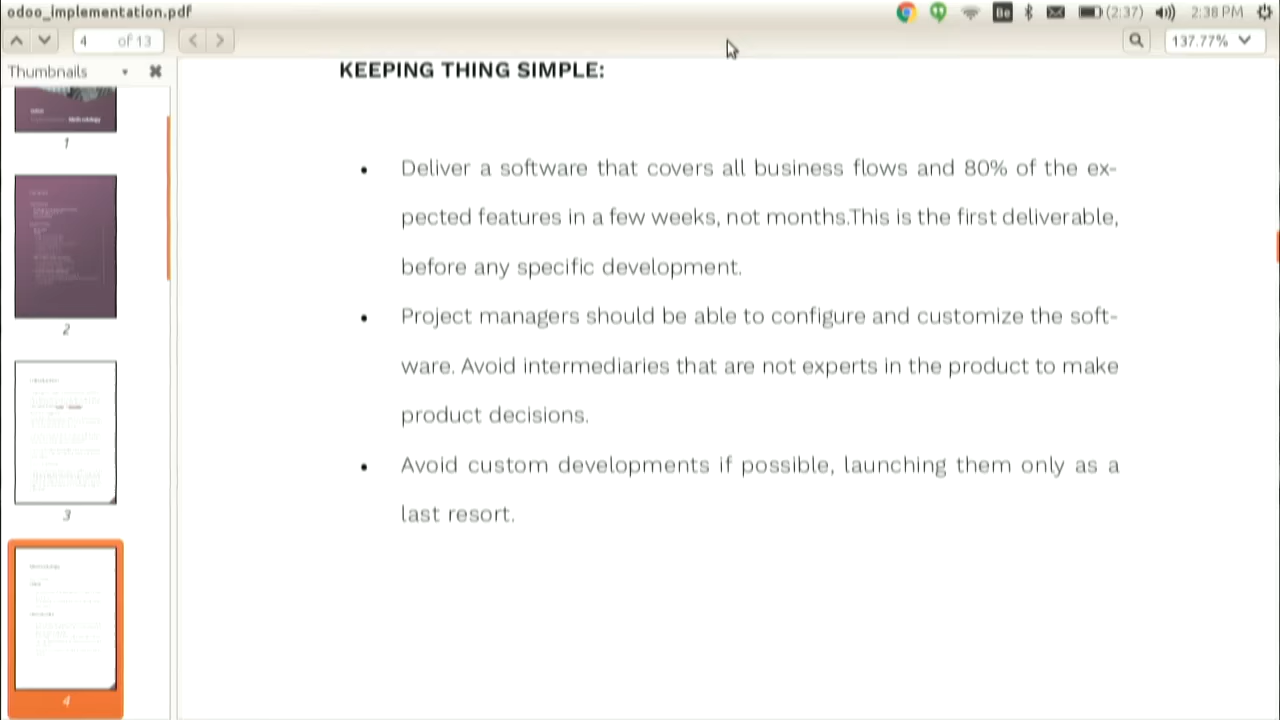 odoo_implementation.pdf
Be
(2:37)
2:38 PM
4 of 13
137.77%
Thumbnails
1
2
3
4
KEEPING THING SIMPLE:
• Deliver a software that covers all business flows and 80% of the ex-
pected features in a few weeks, not months.This is the first deliverable,
before any specific development.
• Project managers should be able to configure and customize the soft-
ware. Avoid intermediaries that are not experts in the product to make
product decisions.
• Avoid custom developments if possible, launching them only as a
last resort.